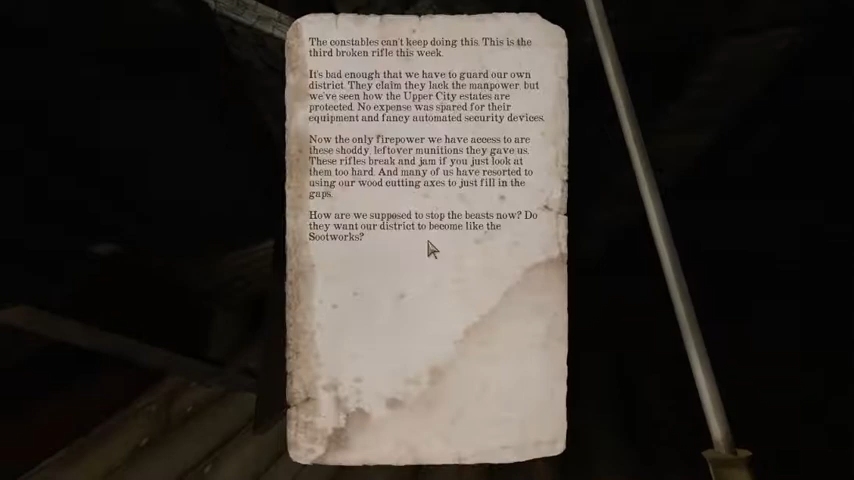 The constables can't keep doing this. This is the
third broken rifle this week.
It's bad enough that we have to guard our own
district. They claim they lack the manpower, but
we've seen how the Upper City estates are
protected. No expense was spared for their
equipment and fancy automated security devices.
Now the only firepower we have access to are
these shoddy, leftover munitions they gave us.
These rifles break and jam if you just look at
them too hard. And many of us have resorted to
using our wood cutting axes to just fill in the
gaps.
How are we supposed to stop the beasts now? Do
they want our district to become like the
Sootworks?